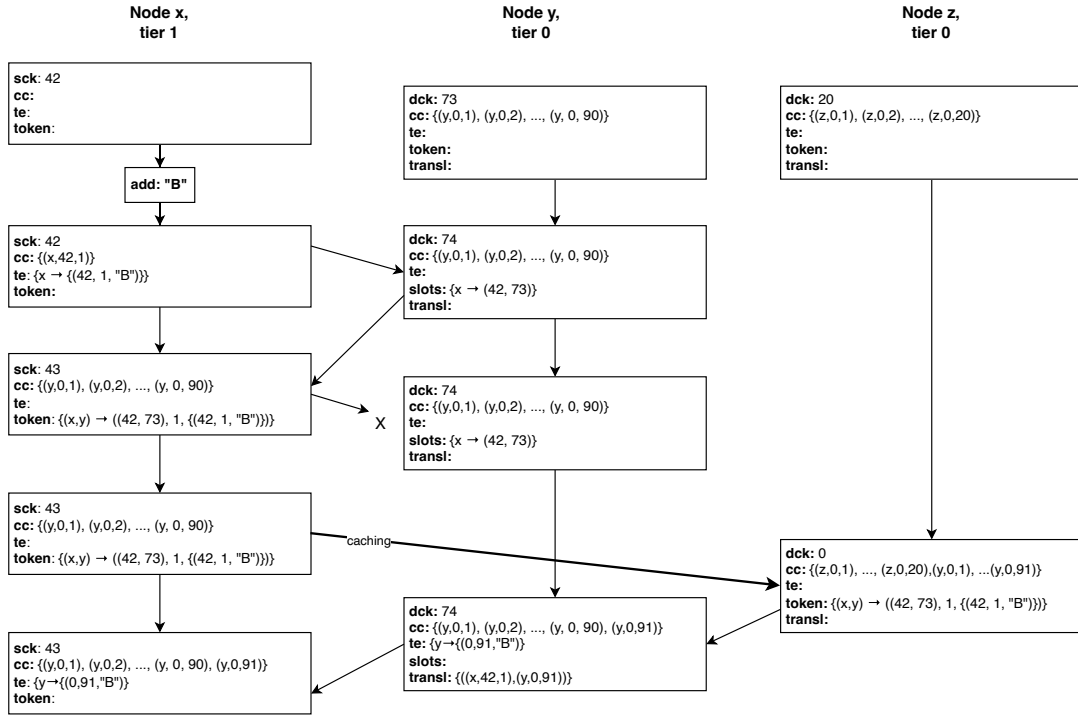 Node x,
tier 1
Node y,
tier 0
Node z,
tier 0
sck: 42
cc:
te:
token:
add: "B"
sck: 42
cc: {(x,42,1)}
te: {x → {(42, 1, "B")}}
token:
sck: 43
cc: {(y,0,1), (y,0,2), ..., (y, 0, 90)}
te:
token: {(x,y) → ((42, 73), 1, {(42, 1, "B")})}
sck: 43
cc: {(y,0,1), (y,0,2), ..., (y, 0, 90)}
te:
token: {(x,y) → ((42, 73), 1, {(42, 1, "B")})}
sck: 43
cc: {(y,0,1), (y,0,2), ..., (y, 0, 90), (y,0,91)}
te: {y→{(0,91,"B")}
token:
dck: 73
cc: {(y,0,1), (y,0,2), ..., (y, 0, 90)}
te:
token:
transl:
dck: 74
cc: {(y,0,1), (y,0,2), ..., (y, 0, 90)}
te:
slots: {x → (42, 73)}
transl:
X
dck: 74
cc: {(y,0,1), (y,0,2), ..., (y, 0, 90)}
te:
slots: {x → (42, 73)}
transl:
caching
dck: 74
cc: {(y,0,1), (y,0,2), ..., (y, 0, 90), (y,0,91)}
te: {y→{(0,91,"B")}
slots:
transl: {((x,42,1),(y,0,91))}
dck: 20
cc: {(z,0,1), (z,0,2), ..., (z,0,20)}
te:
token:
transl:
dck: 0
cc: {(z,0,1), ..., (z,0,20),(y,0,1), ...(y,0,91)}
te:
token: {(x,y) → ((42, 73), 1, {(42, 1, "B")})}
transl: